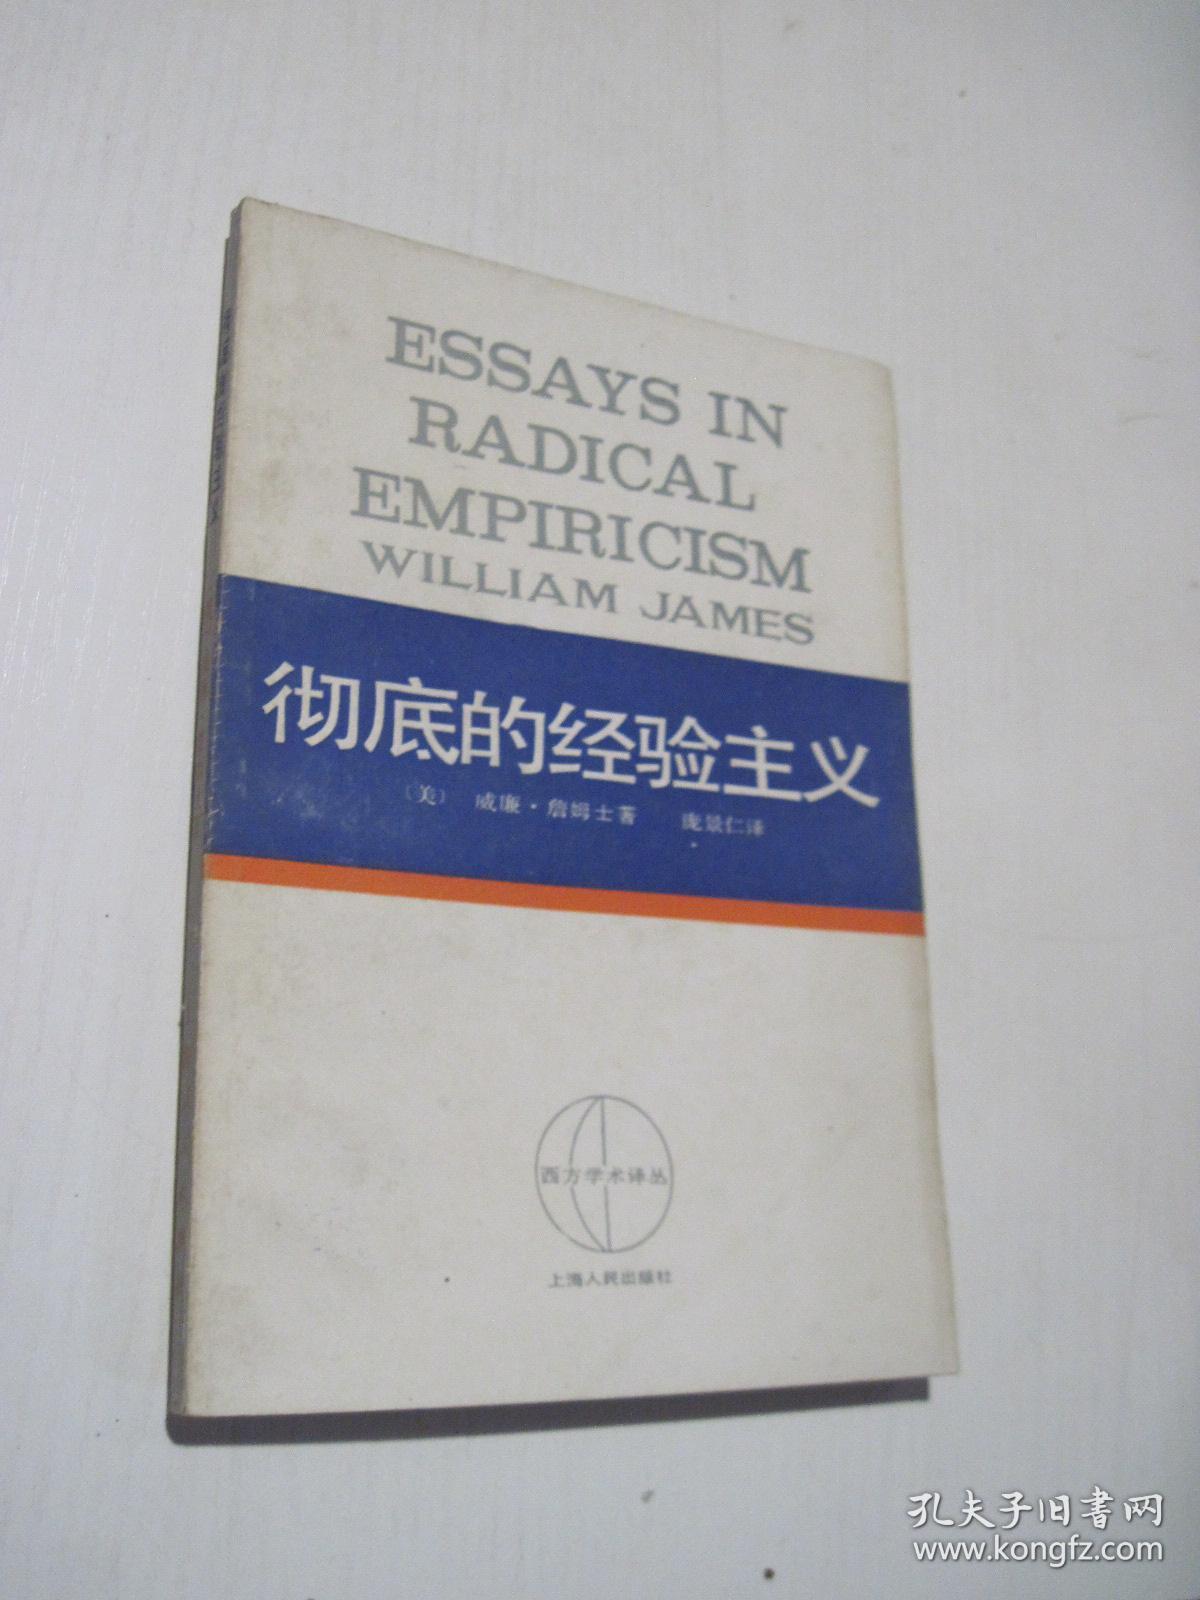 ESSAYS IN
RADICAL
EMPIRICISM
WILLIAM JAMES
彻底的经验主义
〔美〕 威廉·詹姆士著 庞景仁译
西方学术译丛
上海人民出版社
孔夫子旧书网
www.kongfz.com